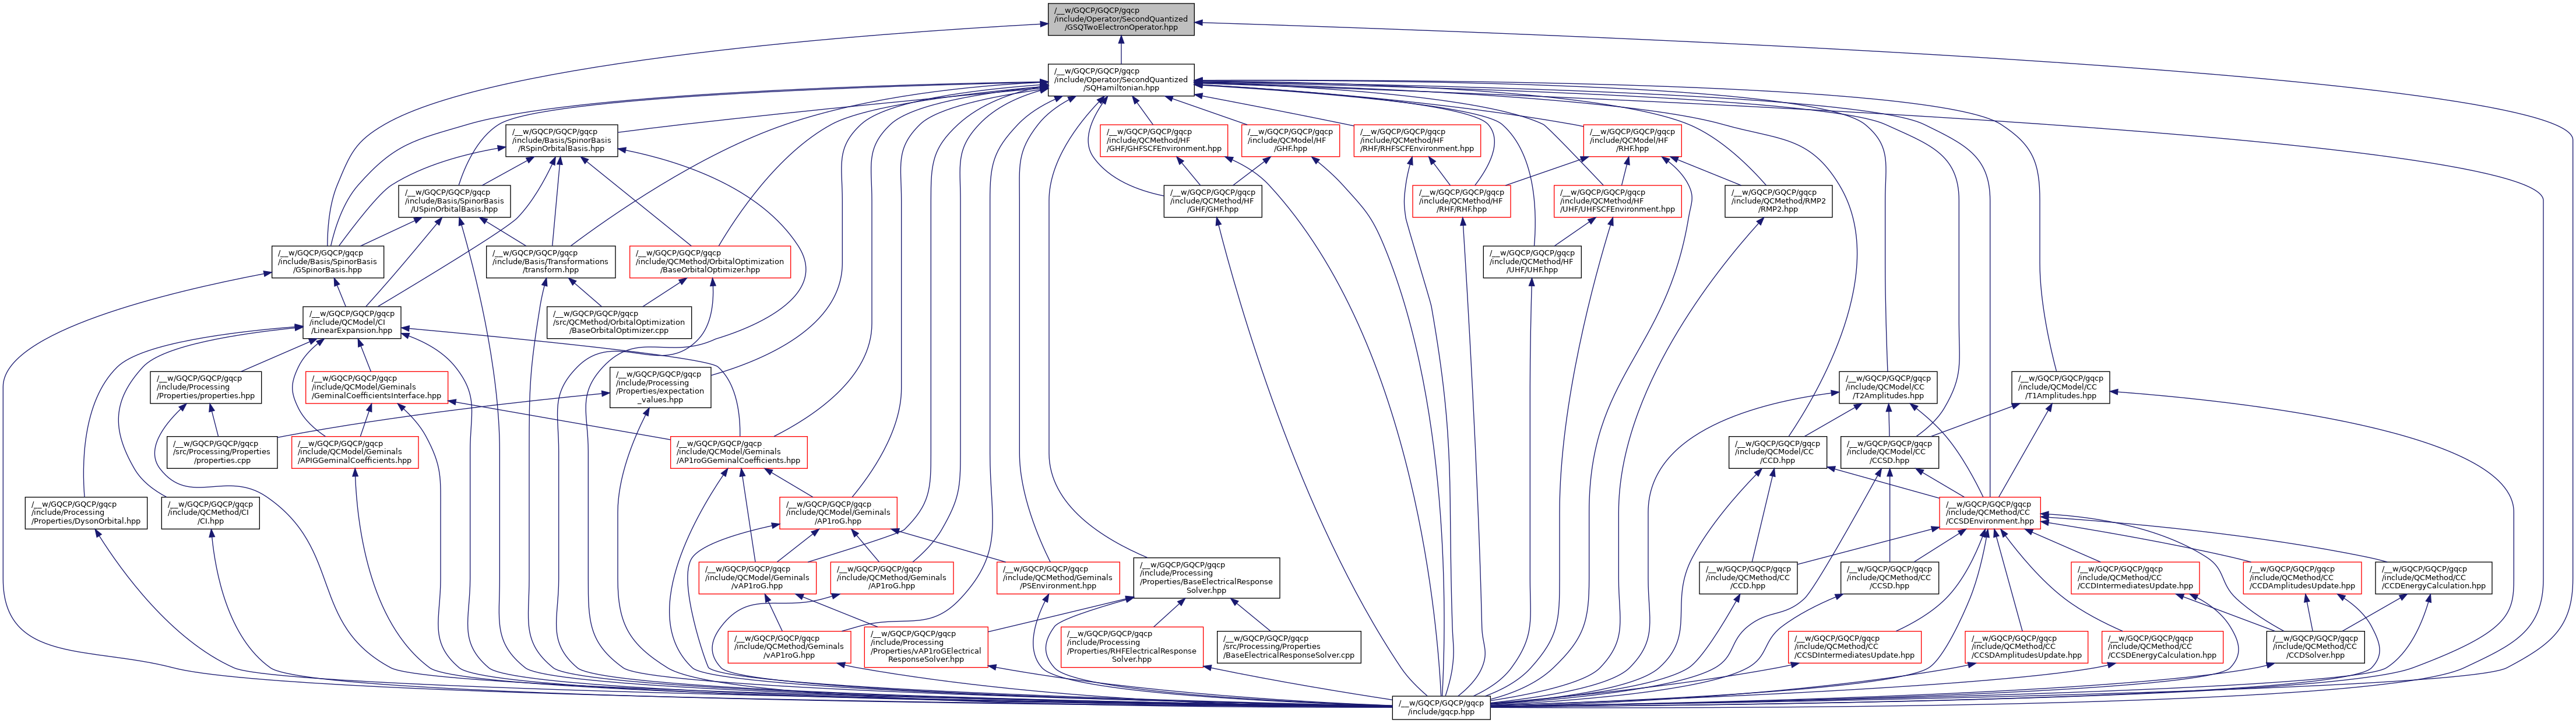 /__w/GQCP/GQCP/gqcp
/include/Operator/SecondQuantized
/GSQTwoElectronOperator.hpp
/__w/GQCP/GQCP/gqcp
/include/Operator/SecondQuantized
/SQHamiltonian.hpp
/__w/GQCP/GQCP/gqcp
/include/Basis/SpinorBasis
/RSpinOrbitalBasis.hpp
/__w/GQCP/GQCP/gqcp
/include/QCMethod/HF
/GHF/GHFSCFEnvironment.hpp
/__w/GQCP/GQCP/gqcp
/include/QCModel/HF
/GHF.hpp
/__w/GQCP/GQCP/gqcp
/include/QCMethod/HF
/RHF/RHFSCFEnvironment.hpp
/__w/GQCP/GQCP/gqcp
/include/QCModel/HF
/RHF.hpp
/__w/GQCP/GQCP/gqcp
/include/Basis/SpinorBasis
/USpinOrbitalBasis.hpp
/__w/GQCP/GQCP/gqcp
/include/QCMethod/HF
/GHF/GHF.hpp
/__w/GQCP/GQCP/gqcp
/include/QCMethod/HF
/RHF/RHF.hpp
/__w/GQCP/GQCP/gqcp
/include/QCMethod/HF
/UHF/UHFSCFEnvironment.hpp
/__w/GQCP/GQCP/gqcp
/include/QCMethod/RMP2
/RMP2.hpp
/__w/GQCP/GQCP/gqcp
/include/Basis/SpinorBasis
/GSpinorBasis.hpp
/__w/GQCP/GQCP/gqcp
/include/Basis/Transformations
/transform.hpp
/__w/GQCP/GQCP/gqcp
/include/QCMethod/OrbitalOptimization
/BaseOrbitalOptimizer.hpp
/__w/GQCP/GQCP/gqcp
/include/QCMethod/HF
/UHF/UHF.hpp
/__w/GQCP/GQCP/gqcp
/include/QCModel/CI
/LinearExpansion.hpp
/__w/GQCP/GQCP/gqcp
/src/QCMethod/OrbitalOptimization
/BaseOrbitalOptimizer.cpp
/__w/GQCP/GQCP/gqcp
/include/Processing
/Properties/properties.hpp
/__w/GQCP/GQCP/gqcp
/include/QCModel/Geminals
/GeminalCoefficientsInterface.hpp
/__w/GQCP/GQCP/gqcp
/include/Processing
/Properties/expectation
_values.hpp
/__w/GQCP/GQCP/gqcp
/include/QCModel/CC
/T2Amplitudes.hpp
/__w/GQCP/GQCP/gqcp
/include/QCModel/CC
/T1Amplitudes.hpp
/__w/GQCP/GQCP/gqcp
/src/Processing/Properties
/properties.cpp
/__w/GQCP/GQCP/gqcp
/include/QCModel/Geminals
/APIGGeminalCoefficients.hpp
/__w/GQCP/GQCP/gqcp
/include/QCModel/Geminals
/AP1roGGeminalCoefficients.hpp
/__w/GQCP/GQCP/gqcp
/include/QCModel/CC
/CCD.hpp
/__w/GQCP/GQCP/gqcp
/include/QCModel/CC
/CCSD.hpp
/__w/GQCP/GQCP/gqcp
/include/Processing
/Properties/DysonOrbital.hpp
/__w/GQCP/GQCP/gqcp
/include/QCMethod/CI
/CI.hpp
/__w/GQCP/GQCP/gqcp
/include/QCModel/Geminals
/AP1roG.hpp
/__w/GQCP/GQCP/gqcp
/include/QCMethod/CC
/CCSDEnvironment.hpp
/__w/GQCP/GQCP/gqcp
/include/QCModel/Geminals
/vAP1roG.hpp
/__w/GQCP/GQCP/gqcp
/include/QCMethod/Geminals
/AP1roG.hpp
/__w/GQCP/GQCP/gqcp
/include/QCMethod/Geminals
/PSEnvironment.hpp
/__w/GQCP/GQCP/gqcp
/include/Processing
/Properties/BaseElectricalResponse
Solver.hpp
/__w/GQCP/GQCP/gqcp
/include/QCMethod/CC
/CCD.hpp
/__w/GQCP/GQCP/gqcp
/include/QCMethod/CC
/CCSD.hpp
/__w/GQCP/GQCP/gqcp
/include/QCMethod/CC
/CCDIntermediatesUpdate.hpp
/__w/GQCP/GQCP/gqcp
/include/QCMethod/CC
/CCDAmplitudesUpdate.hpp
/__w/GQCP/GQCP/gqcp
/include/QCMethod/CC
/CCDEnergyCalculation.hpp
/__w/GQCP/GQCP/gqcp
/include/QCMethod/Geminals
/vAP1roG.hpp
/__w/GQCP/GQCP/gqcp
/include/Processing
/Properties/vAP1roGElectrical
ResponseSolver.hpp
/__w/GQCP/GQCP/gqcp
/include/Processing
/Properties/RHFElectricalResponse
Solver.hpp
/__w/GQCP/GQCP/gqcp
/src/Processing/Properties
/BaseElectricalResponseSolver.cpp
/__w/GQCP/GQCP/gqcp
/include/QCMethod/CC
/CCSDIntermediatesUpdate.hpp
/__w/GQCP/GQCP/gqcp
/include/QCMethod/CC
/CCSDAmplitudesUpdate.hpp
/__w/GQCP/GQCP/gqcp
/include/QCMethod/CC
/CCSDEnergyCalculation.hpp
/__w/GQCP/GQCP/gqcp
/include/QCMethod/CC
/CCDSolver.hpp
/__w/GQCP/GQCP/gqcp
/include/gqcp.hpp